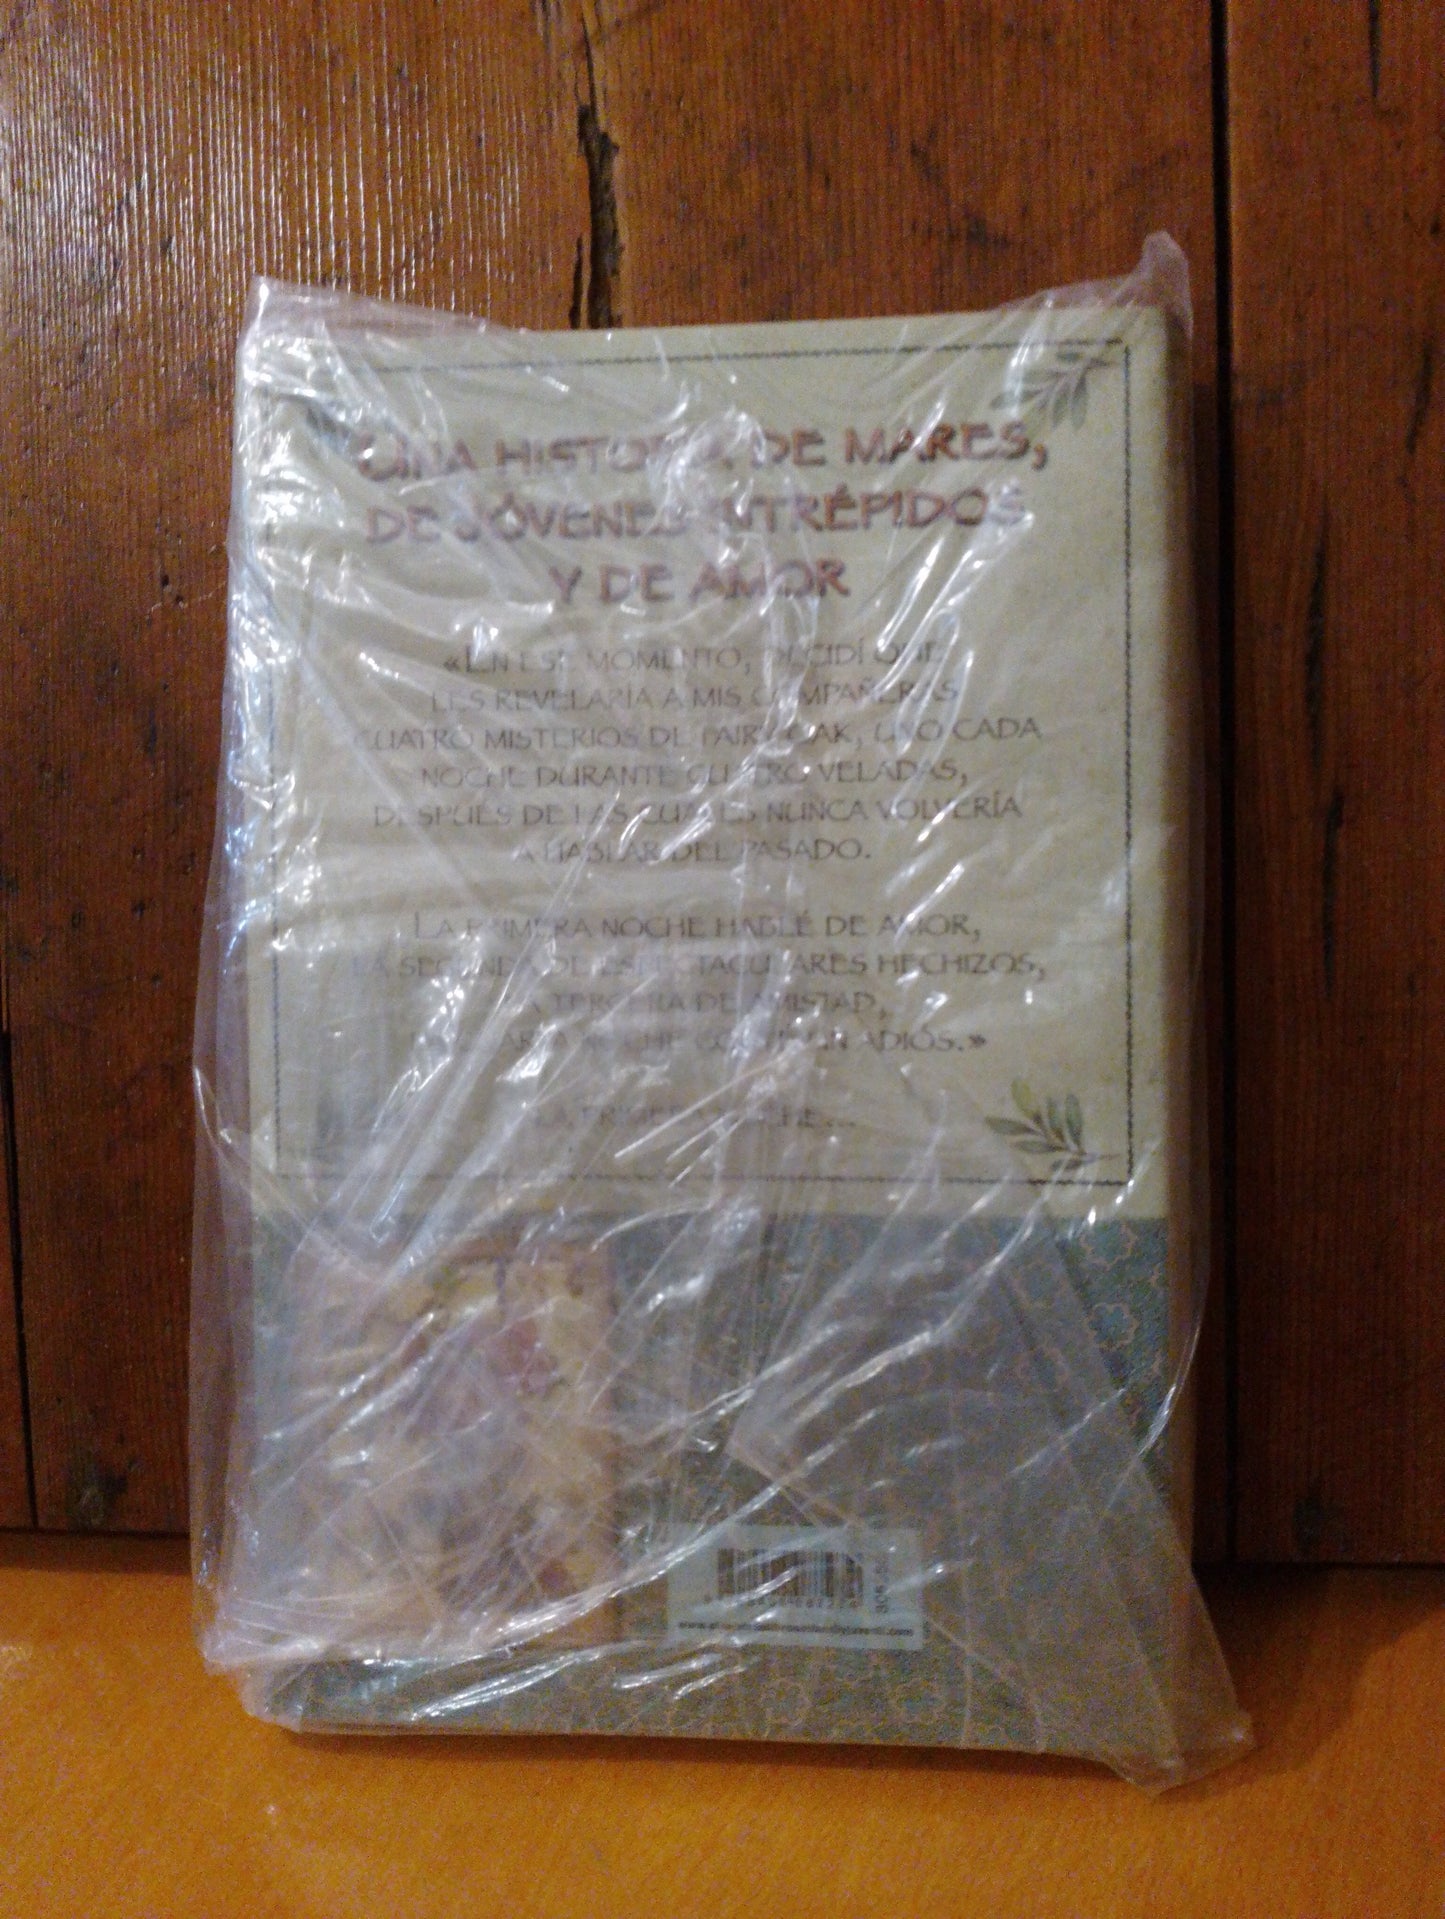 UNA HISTORIA DE MARES,
DE JÓVENES INTRÉPIDOS
Y DE AMOR
«EN ESE MOMENTO, DECIDÍ QUE
LES REVELARÍA A MIS COMPAÑERAS
CUATRO MISTERIOS DE FAIRY OAK, UNO CADA
NOCHE DURANTE CUATRO VELADAS,
DESPUÉS DE LAS CUALES NUNCA VOLVERÍA
A HABLAR DEL PASADO.
LA PRIMERA NOCHE HABLÉ DE AMOR,
LA SEGUNDA DE ESPECTACULARES HECHIZOS,
LA TERCERA DE AMISTAD,
LA CUARTA NOCHE CONTÉ UN ADIÓS.»
LA PRIMERA NOCHE...